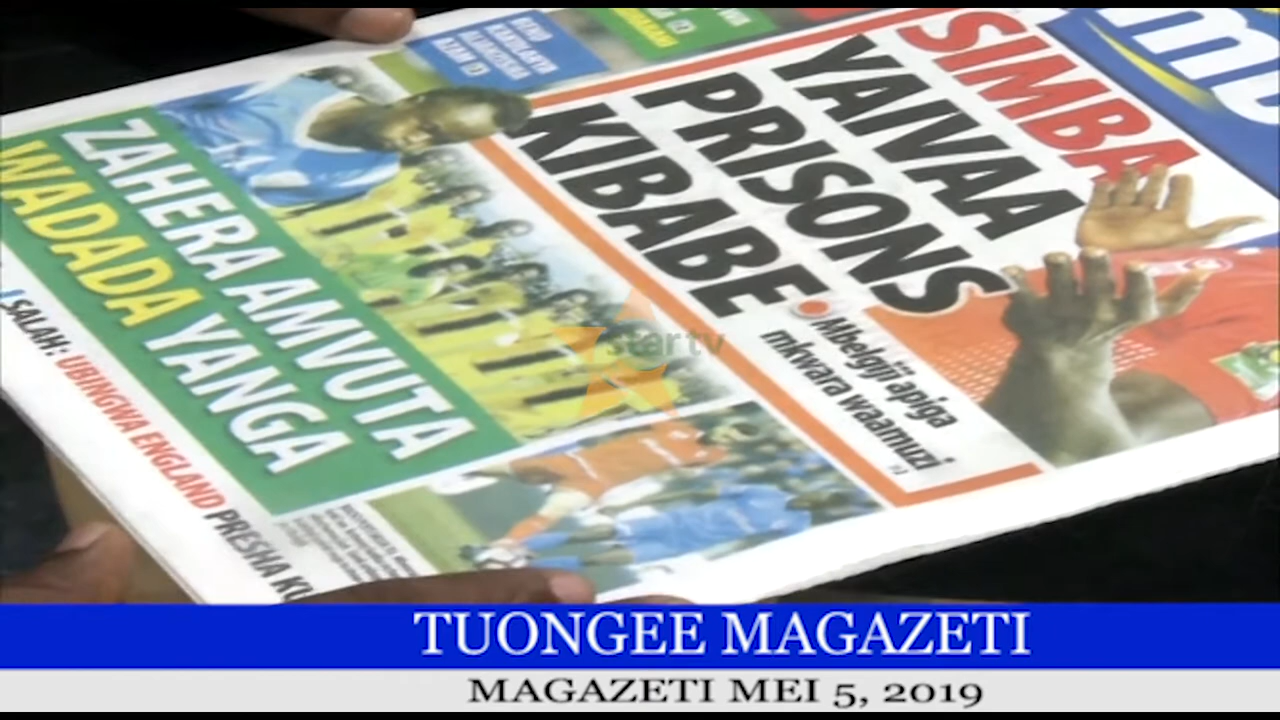 SIMBA
YAIVAA
PRISONS
KIBABE
Mbelgiji apiga
mkwara waamuzi
ZAHERA AMVUTA
WADADA YANGA
SALAH: UBINGWA ENGLAND PRESHA
startv
TUONGEE MAGAZETI
MAGAZETI MEI 5, 2019